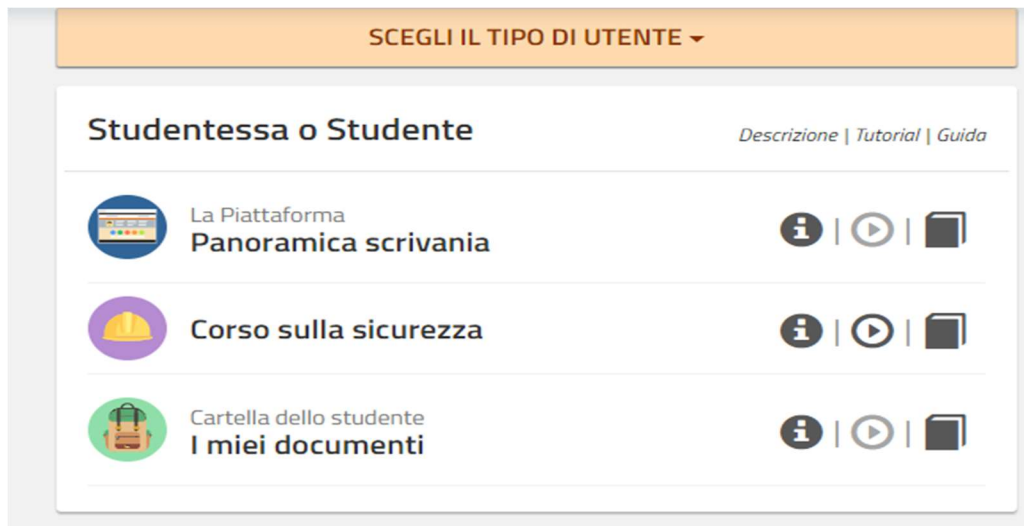 SCEGLI IL TIPO DI UTENTE
Studentessa o Studente
Descrizione | Tutorial | Guida
La Piattaforma
Panoramica scrivania
Corso sulla sicurezza
Cartella dello studente
I miei documenti